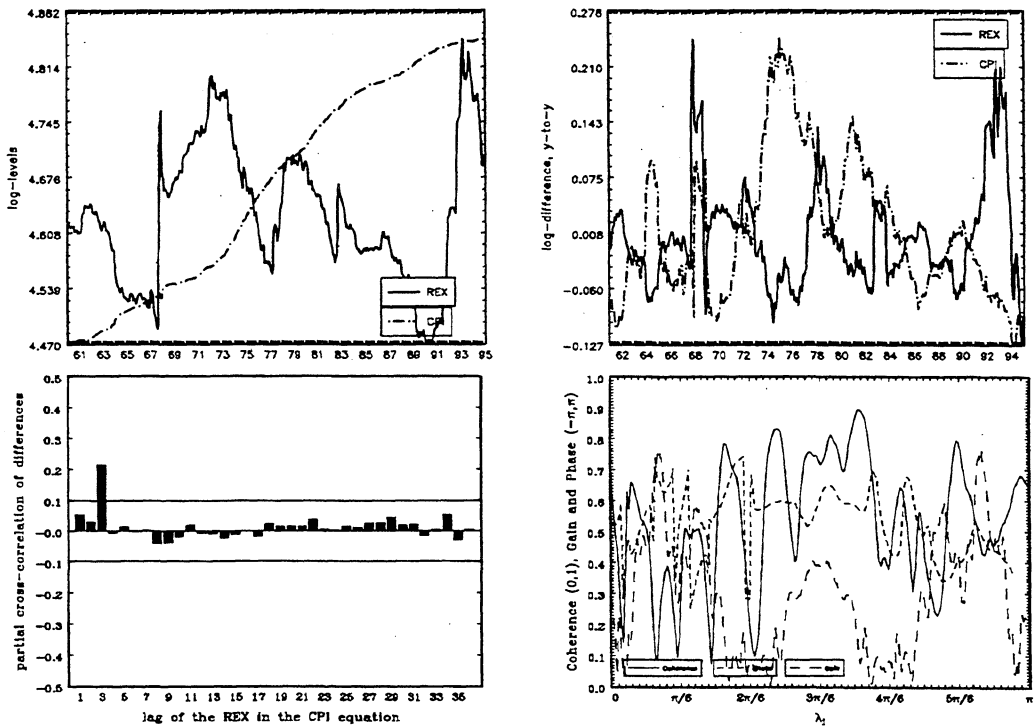 4.882
4.814
4.745
4.676
4.608
4.539
4.470
log-levels
REX
CPI
61 63 65 67 69 71 73 75 77 79 81 83 85 87 89 91 93 95
0.278
0.210
0.143
0.075
0.008
-0.060
-0.127
log-difference, y-to-y
REX
CPI
62 64 66 68 70 72 74 76 78 80 82 84 86 88 90 92 94
0.5
0.4
0.3
0.2
0.1
-0.0
-0.1
-0.2
-0.3
-0.4
-0.5
partial cross-correlation of differences
1 3 5 7 9 11 13 15 17 19 21 23 25 27 29 31 33 35
lag of the REX in the CPI equation
1.0
0.9
0.8
0.7
0.6
0.5
0.4
0.3
0.2
0.1
0.0
Coherence (0,1), Gain and Phase (-π,π)
Coherence
0 π/6 2π/6 3π/6 4π/6 5π/6 π